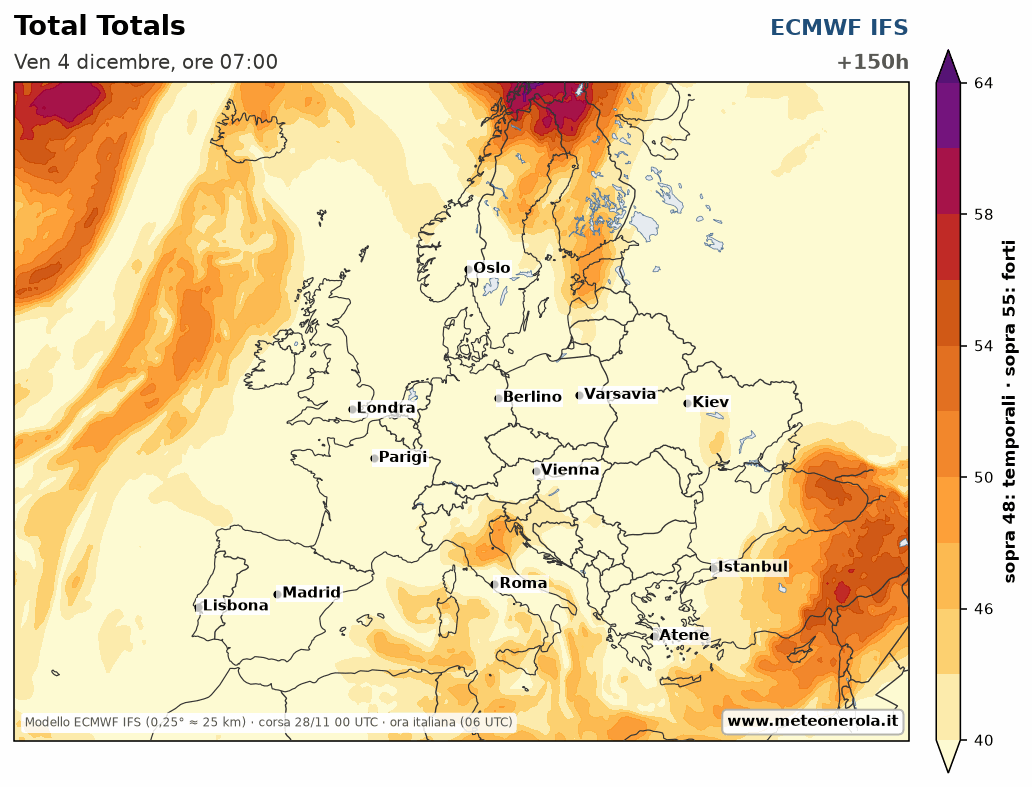 Total Totals
ECMWF IFS
Ven 4 dicembre, ore 07:00
+150h
64
58
54
50
46
40
sopra 48: temporali · sopra 55: forti
Oslo
Berlino
Varsavia
Kiev
Londra
Parigi
Vienna
Istanbul
Roma
Madrid
Lisbona
Atene
Modello ECMWF IFS (0,25° ≈ 25 km) · corsa 28/11 00 UTC · ora italiana (06 UTC)
www.meteonerola.it